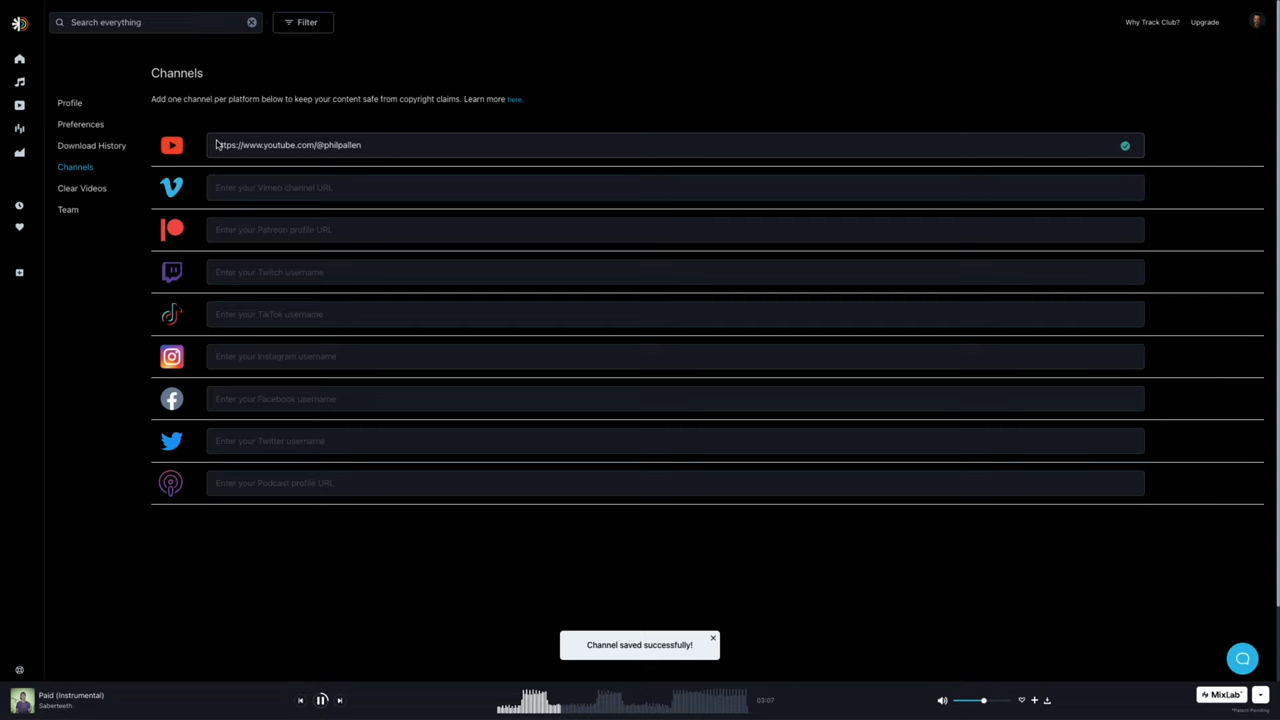 Search everything
Filter
Why Track Club?
Upgrade
Channels
Add one channel per platform below to keep your content safe from copyright claims. Learn more here.
Profile
Preferences
Download History
Channels
Clear Videos
Team
https://www.youtube.com/@philpallen
Enter your Vimeo channel URL
Enter your Patreon profile URL
Enter your Twitch username
Enter your TikTok username
Enter your Instagram username
Enter your Facebook username
Enter your Twitter username
Enter your Podcast profile URL
Channel saved successfully!
Paid (Instrumental)
Saberteeth
03:07
MixLab
*Patent Pending